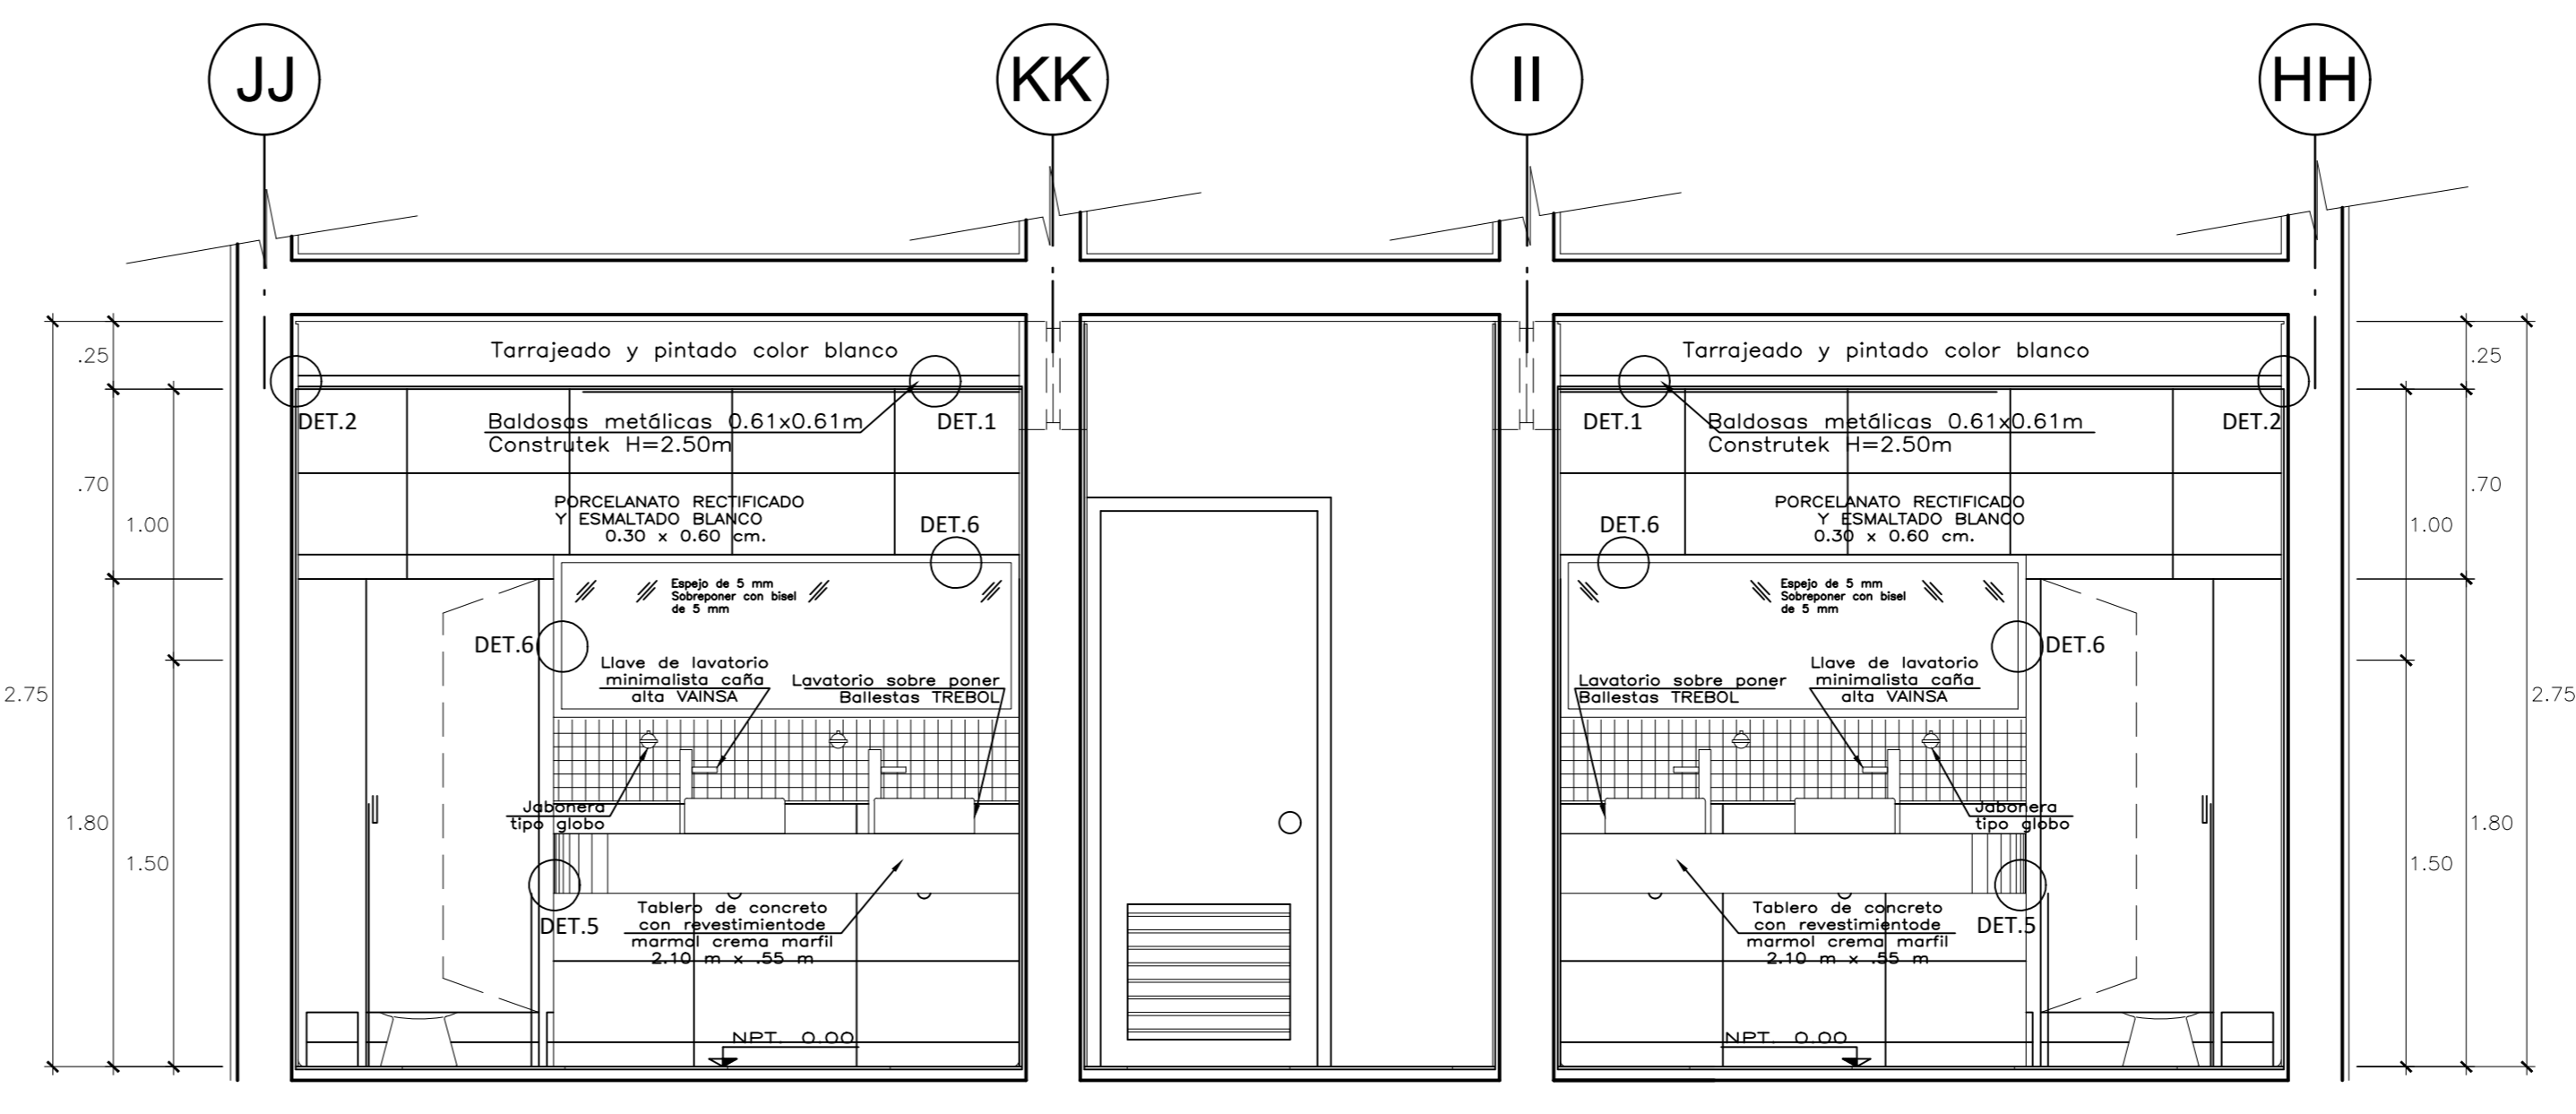 JJ
KK
II
HH
Tarrajeado y pintado color blanco
Tarrajeado y pintado color blanco
.25
.25
DET.2
Baldosas metálicas 0.61x0.61m
Construtek H=2.50m
DET.1
DET.1
Baldosas metálicas 0.61x0.61m
Construtek H=2.50m
DET.2
.70
.70
1.00
1.00
PORCELANATO RECTIFICADO
Y ESMALTADO BLANCO
0.30 x 0.60 cm.
DET.6
DET.6
PORCELANATO RECTIFICADO
Y ESMALTADO BLANCO
0.30 x 0.60 cm.
Espejo de 5 mm
Sobreponer con bisel
de 5 mm
Espejo de 5 mm
Sobreponer con bisel
de 5 mm
DET.6
DET.6
Llave de lavatorio
minimalista caña
alta VAINSA
Lavatorio sobre poner
Ballestas TREBOL
Lavatorio sobre poner
Ballestas TREBOL
Llave de lavatorio
minimalista caña
alta VAINSA
2.75
2.75
Jabonera
tipo globo
Jabonera
tipo globo
1.80
1.80
1.50
1.50
DET.5
Tablero de concreto
con revestimientode
marmol crema marfil
2.10 m x .55 m
Tablero de concreto
con revestimientode
marmol crema marfil
2.10 m x .55 m
DET.5
NPT. 0.00
NPT. 0.00